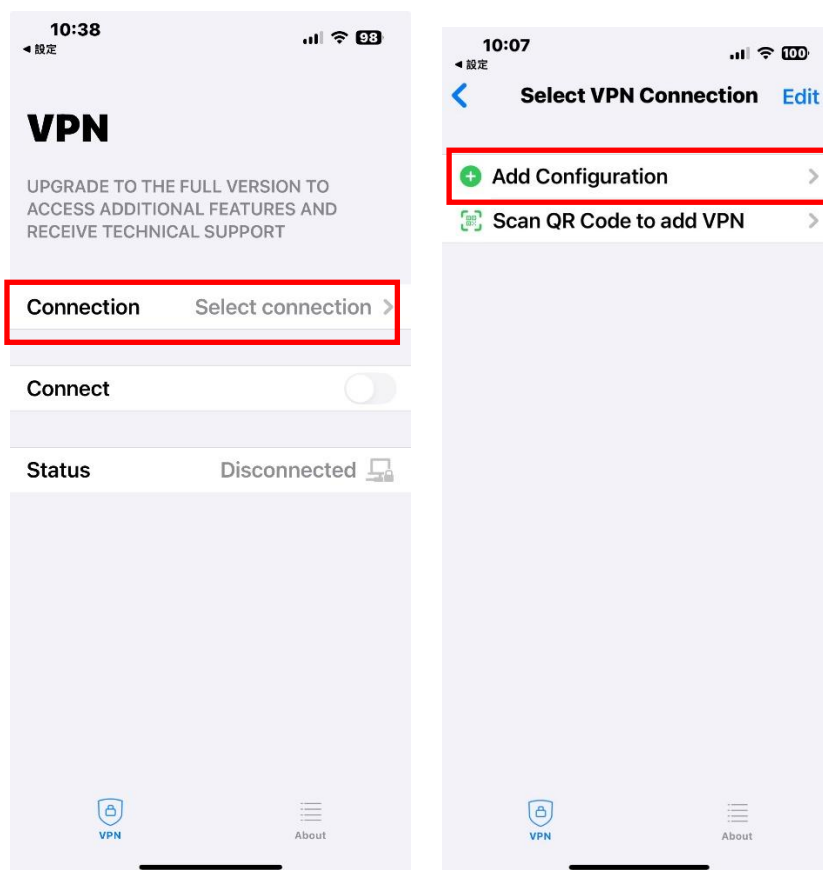 10:38
◀ 設定
98
VPN
UPGRADE TO THE FULL VERSION TO
ACCESS ADDITIONAL FEATURES AND
RECEIVE TECHNICAL SUPPORT
Connection Select connection
Connect
Status Disconnected
VPN About
10:07
◀ 設定
100
Select VPN Connection Edit
Add Configuration
Scan QR Code to add VPN
VPN About